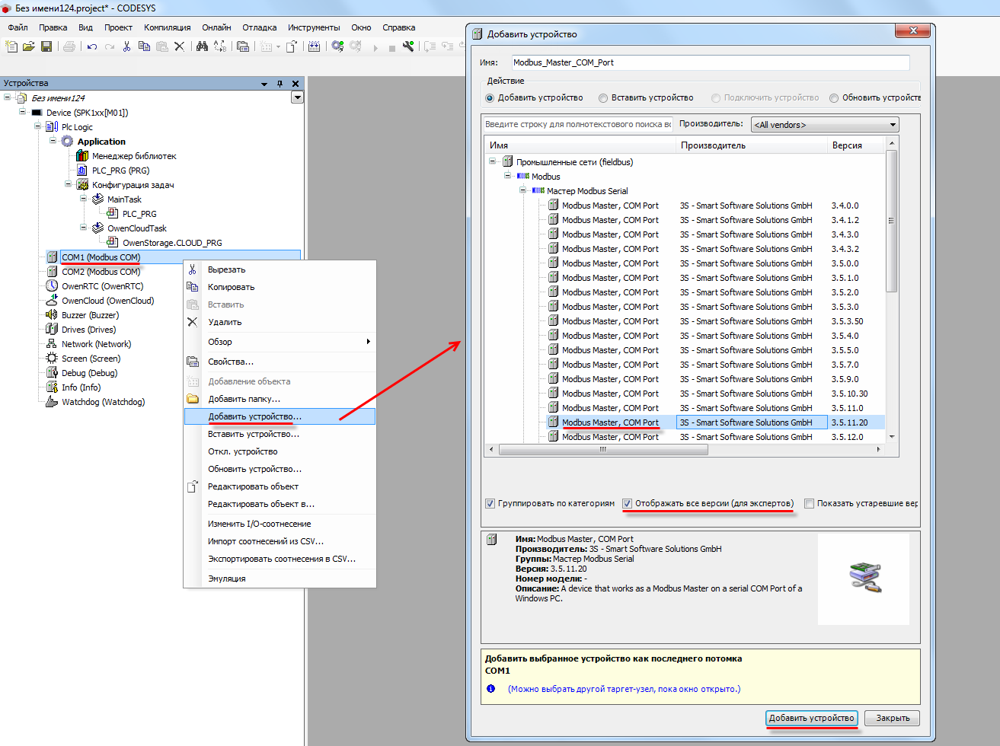 Без имени124.project* - CODESYS
Файл Правка Вид Проект Компиляция Онлайн Отладка Инструменты Окно Справка
Устройства
Без имени124
Device (SPK1xx[M01])
Plc Logic
Application
Менеджер библиотек
PLC_PRG (PRG)
Конфигурация задач
MainTask
PLC_PRG
OwenCloudTask
OwenStorage.CLOUD_PRG
COM1 (Modbus COM)
COM2 (Modbus COM)
OwenRTC (OwenRTC)
OwenCloud (OwenCloud)
Buzzer (Buzzer)
Drives (Drives)
Network (Network)
Screen (Screen)
Debug (Debug)
Info (Info)
Watchdog (Watchdog)
Вырезать
Копировать
Вставить
Удалить
Обзор
Свойства...
Добавление объекта
Добавить папку...
Добавить устройство...
Вставить устройство...
Откл. устройство
Обновить устройство...
Редактировать объект
Редактировать объект в...
Изменить I/O-соотнесение
Импорт соотнесений из CSV...
Экспортировать соотнесения в CSV...
Эмуляция
Добавить устройство
Имя: Modbus_Master_COM_Port
Действие
Добавить устройство Вставить устройство Подключить устройство Обновить устройств
Введите строку для полнотекстового поиска вс Производитель: <All vendors>
Имя Производитель Версия
Промышленные сети (fieldbus)
Modbus
Мастер Modbus Serial
Modbus Master, COM Port 3S - Smart Software Solutions GmbH 3.4.0.0
Modbus Master, COM Port 3S - Smart Software Solutions GmbH 3.4.1.2
Modbus Master, COM Port 3S - Smart Software Solutions GmbH 3.4.3.0
Modbus Master, COM Port 3S - Smart Software Solutions GmbH 3.4.3.2
Modbus Master, COM Port 3S - Smart Software Solutions GmbH 3.5.0.0
Modbus Master, COM Port 3S - Smart Software Solutions GmbH 3.5.1.0
Modbus Master, COM Port 3S - Smart Software Solutions GmbH 3.5.2.0
Modbus Master, COM Port 3S - Smart Software Solutions GmbH 3.5.3.0
Modbus Master, COM Port 3S - Smart Software Solutions GmbH 3.5.3.50
Modbus Master, COM Port 3S - Smart Software Solutions GmbH 3.5.4.0
Modbus Master, COM Port 3S - Smart Software Solutions GmbH 3.5.5.0
Modbus Master, COM Port 3S - Smart Software Solutions GmbH 3.5.7.0
Modbus Master, COM Port 3S - Smart Software Solutions GmbH 3.5.9.0
Modbus Master, COM Port 3S - Smart Software Solutions GmbH 3.5.10.30
Modbus Master, COM Port 3S - Smart Software Solutions GmbH 3.5.11.0
Modbus Master, COM Port 3S - Smart Software Solutions GmbH 3.5.11.20
Modbus Master, COM Port 3S - Smart Software Solutions GmbH 3.5.12.0
Группировать по категориям Отображать все версии (для экспертов) Показать устаревшие вер
Имя: Modbus Master, COM Port
Производитель: 3S - Smart Software Solutions GmbH
Группы: Мастер Modbus Serial
Версия: 3.5.11.20
Номер модели: -
Описание: A device that works as a Modbus Master on a serial COM Port of a
Windows PC.
Добавить выбранное устройство как последнего потомка
COM1
(Можно выбрать другой таргет-узел, пока окно открыто.)
Добавить устройство Закрыть